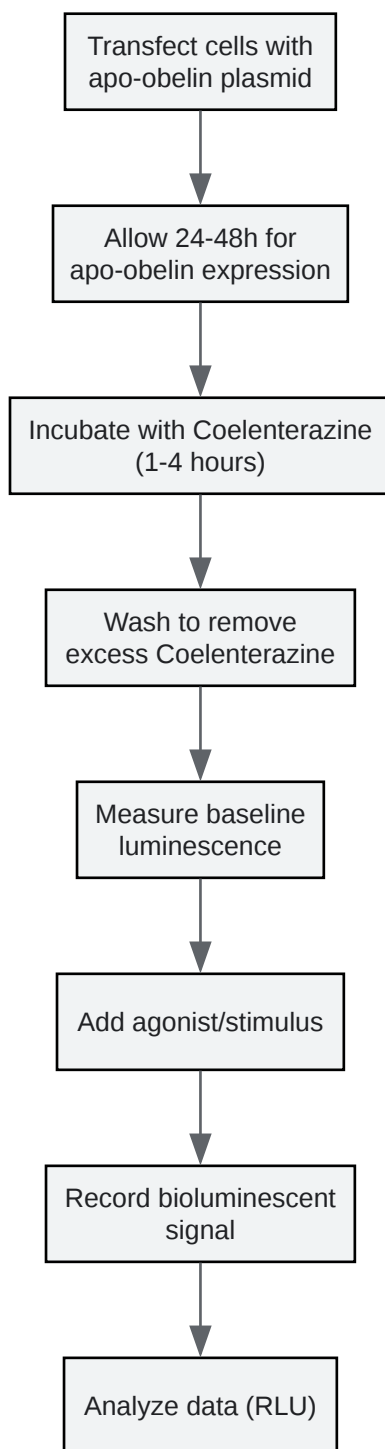 Transfect cells with
apo-obelin plasmid
Allow 24-48h for
apo-obelin expression
Incubate with Coelenterazine
(1-4 hours)
Wash to remove
excess Coelenterazine
Measure baseline
luminescence
Add agonist/stimulus
Record bioluminescent
signal
Analyze data (RLU)